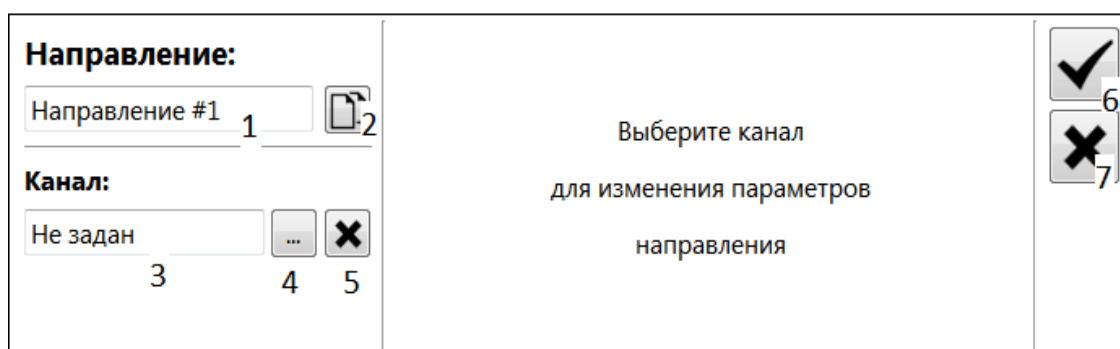 Направление:
Направление #1
1
2
Канал:
Не задан
...
3
4
5
Выберите канал
для изменения параметров
направления
6
7